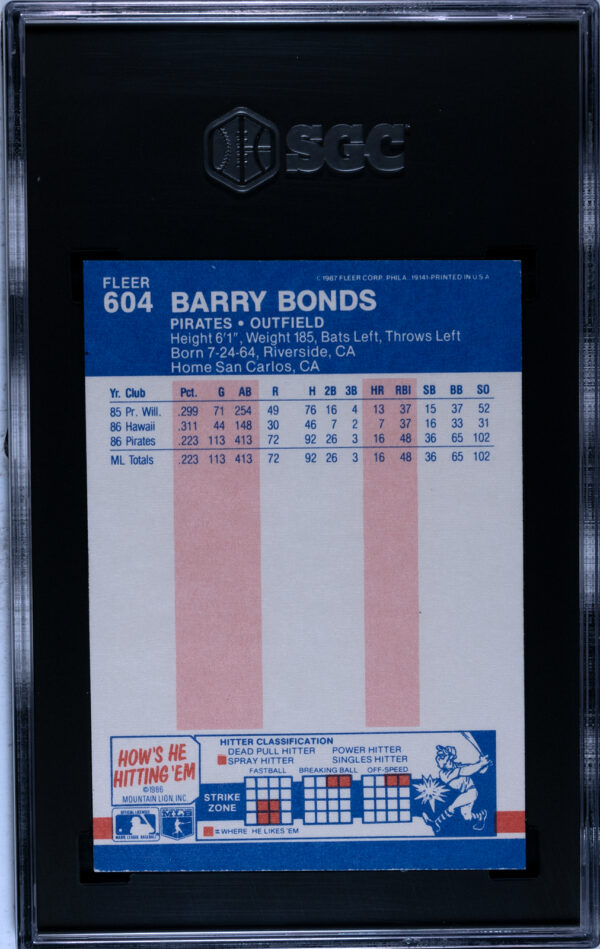 SGC
FLEER
© 1987 FLEER CORP. PHILA., 19141-PRINTED IN U S A
604 BARRY BONDS
PIRATES • OUTFIELD
Height 6'1", Weight 185, Bats Left, Throws Left
Born 7-24-64, Riverside, CA
Home San Carlos, CA
Yr. Club Pct. G AB R H 2B 3B HR RBI SB BB SO
85 Pr. Will. .299 71 254 49 76 16 4 13 37 15 37 52
86 Hawaii .311 44 148 30 46 7 2 7 37 16 33 31
86 Pirates .223 113 413 72 92 26 3 16 48 36 65 102
ML Totals .223 113 413 72 92 26 3 16 48 36 65 102
HOW'S HE
HITTING 'EM
©1986
MOUNTAIN LION INC
HITTER CLASSIFICATION
DEAD PULL HITTER POWER HITTER
SPRAY HITTER SINGLES HITTER
FASTBALL BREAKING BALL OFF-SPEED
STRIKE
ZONE
= WHERE HE LIKES 'EM
OFFICIAL LICENSEE
MAJOR LEAGUE BASEBALL